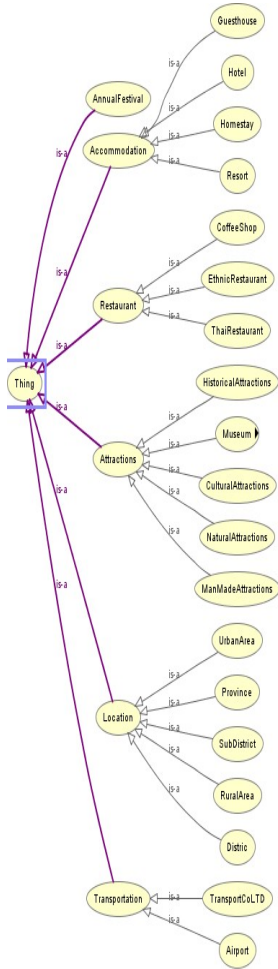 Guesthouse
is-a
Hotel
AnnualFestival
is-a
Homestay
is-a
Accommodation
is-a
is-a
Resort
CoffeeShop
is-a
is-a
EthnicRestaurant
is-a
Restaurant
is-a
is-a
ThaiRestaurant
Thing
HistoricalAttractions
is-a
is-a
Museum
is-a
Attractions
is-a
CulturalAttractions
is-a
is-a
NaturalAttractions
is-a
ManMadeAttractions
is-a
UrbanArea
is-a
Province
is-a
Location
is-a
SubDistrict
is-a
RuralArea
is-a
Distric
Transportation
is-a
TransportCoLTD
is-a
Airport